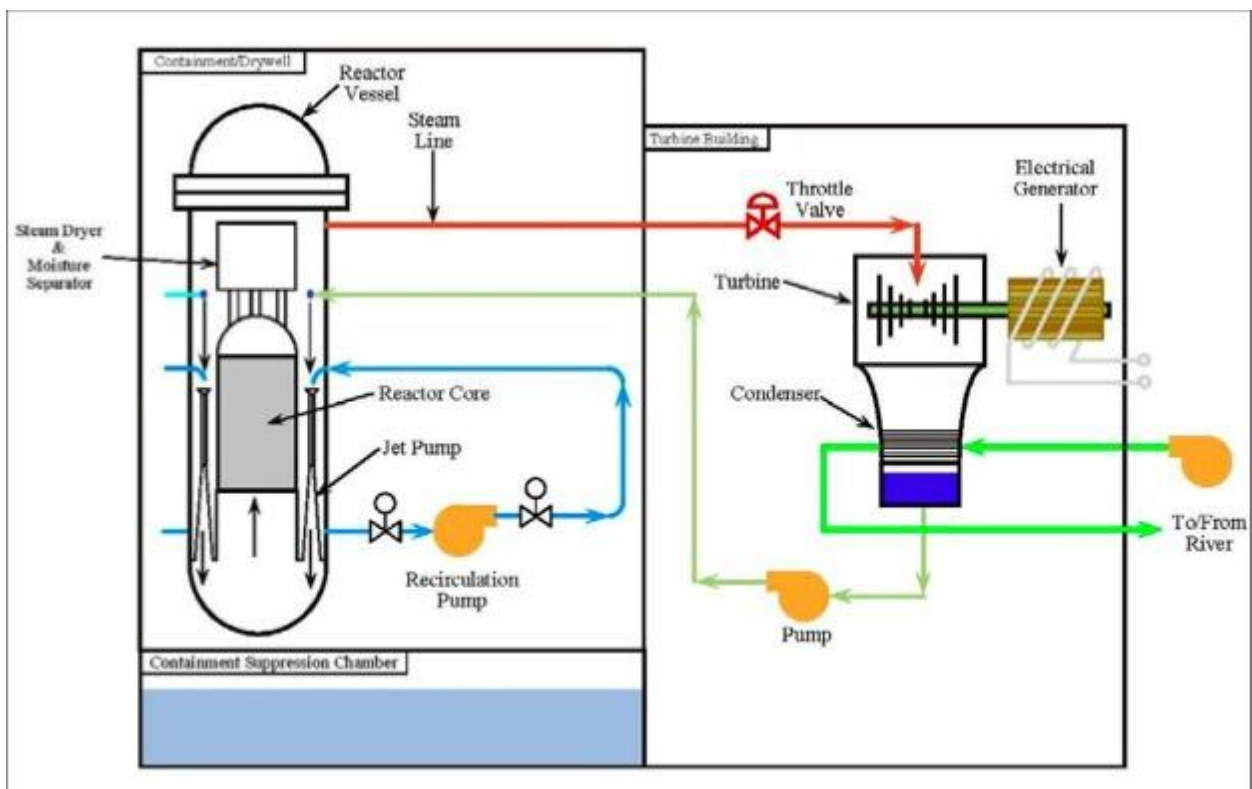 Containment/Drywell
Reactor
Vessel
Steam
Line
Turbine Building
Electrical
Generator
Throttle
Valve
Steam Dryer
&
Moisture
Separator
Turbine
Condenser
Reactor Core
Jet Pump
To/From
River
Recirculation
Pump
Pump
Containment Suppression Chamber